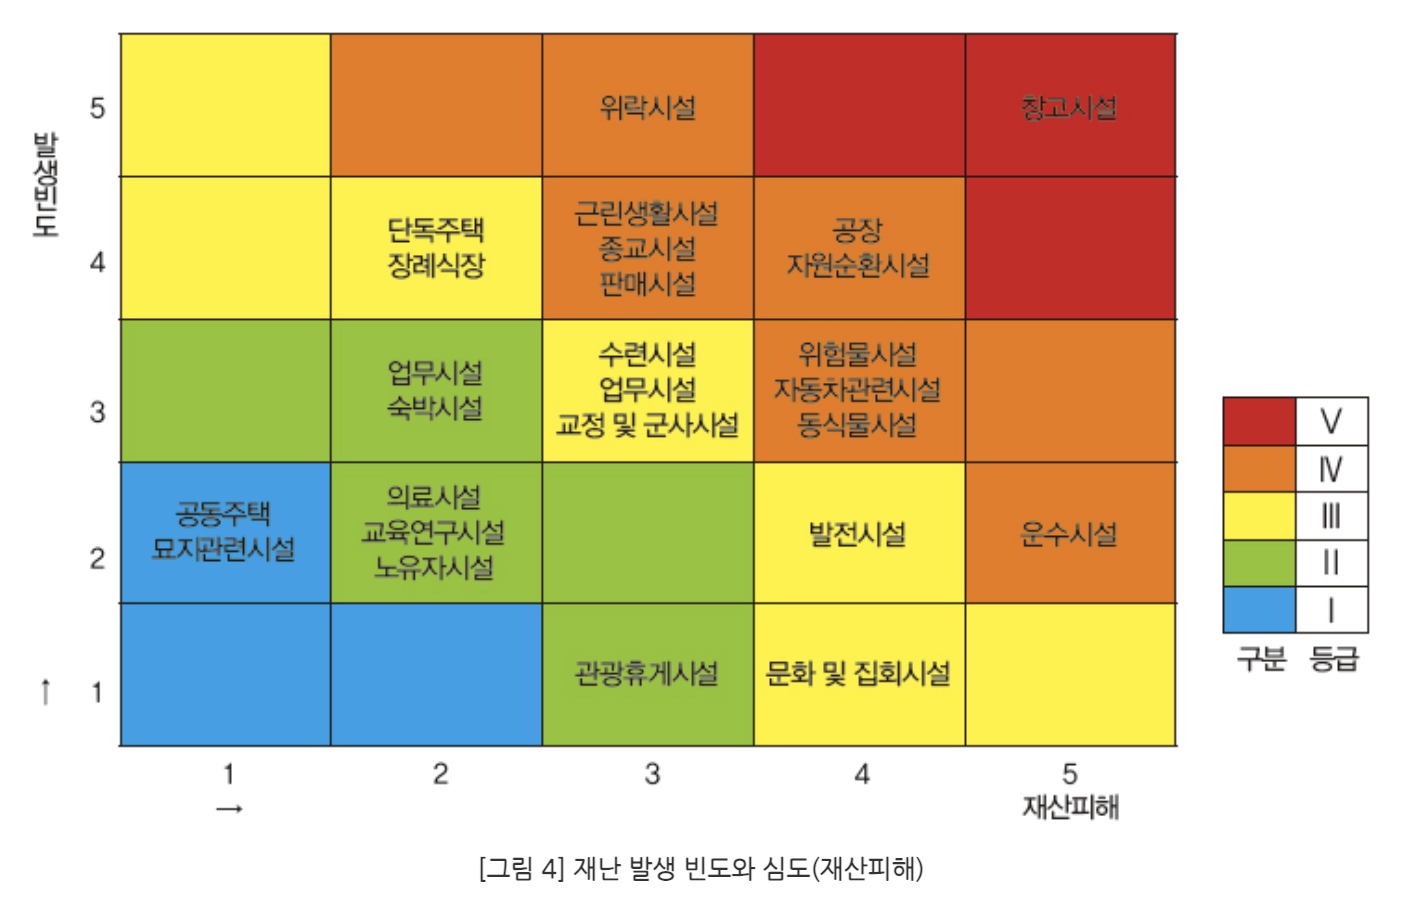 발생빈도
5
위락시설
창고시설
4
단독주택
장례식장
근린생활시설
종교시설
판매시설
공장
자원순환시설
3
업무시설
숙박시설
수련시설
업무시설
교정 및 군사시설
위험물시설
자동차관련시설
동식물시설
2
공동주택
묘지관련시설
의료시설
교육연구시설
노유자시설
발전시설
운수시설
↑ 1
관광휴게시설
문화 및 집회시설
1 2 3 4 5
→ 재산피해
Ⅴ
Ⅳ
Ⅲ
Ⅱ
Ⅰ
구분 등급
[그림 4] 재난 발생 빈도와 심도(재산피해)